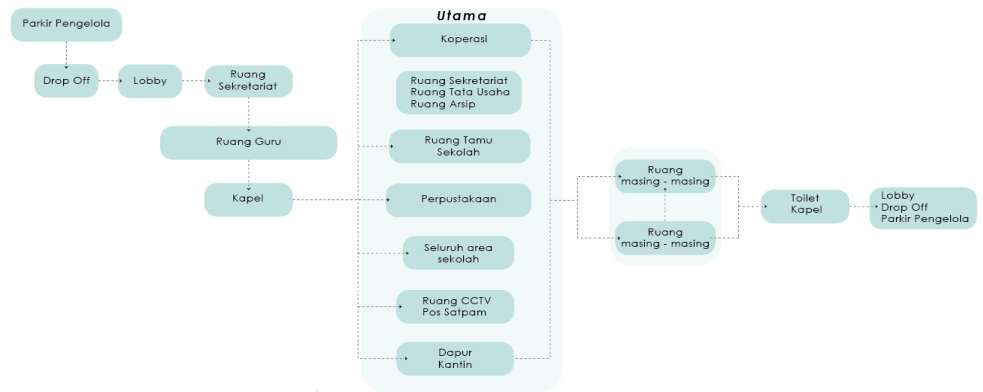 Parkir Pengelola
Drop Off
Lobby
Ruang
Sekretariat
Ruang Guru
Kapel
Utama
Koperasi
Ruang Sekretariat
Ruang Tata Usaha
Ruang Arsip
Ruang Tamu
Sekolah
Perpustakaan
Seluruh area
sekolah
Ruang CCTV
Pos Satpam
Dapur
Kantin
Ruang
masing - masing
Ruang
masing - masing
Toilet
Kapel
Lobby
Drop Off
Parkir Pengelola